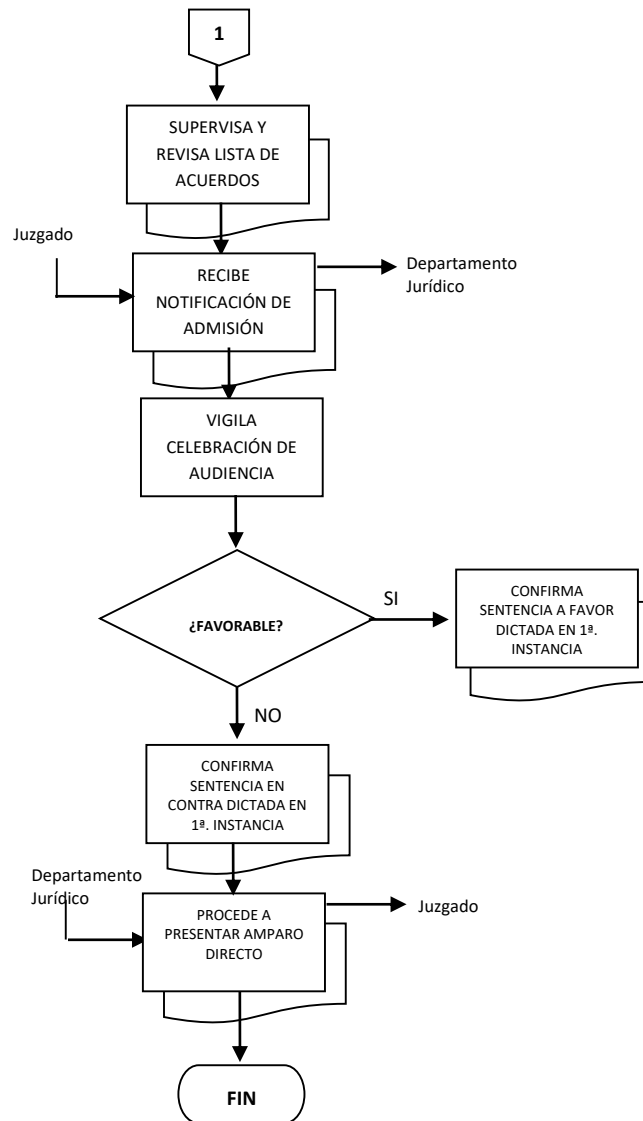 1
SUPERVISA Y
REVISA LISTA DE
ACUERDOS
Juzgado
RECIBE
NOTIFICACIÓN DE
ADMISIÓN
Departamento
Jurídico
VIGILA
CELEBRACIÓN DE
AUDIENCIA
¿FAVORABLE?
SI
CONFIRMA
SENTENCIA A FAVOR
DICTADA EN 1ª.
INSTANCIA
NO
CONFIRMA
SENTENCIA EN
CONTRA DICTADA EN
1ª. INSTANCIA
Departamento
Jurídico
PROCEDE A
PRESENTAR AMPARO
DIRECTO
Juzgado
FIN